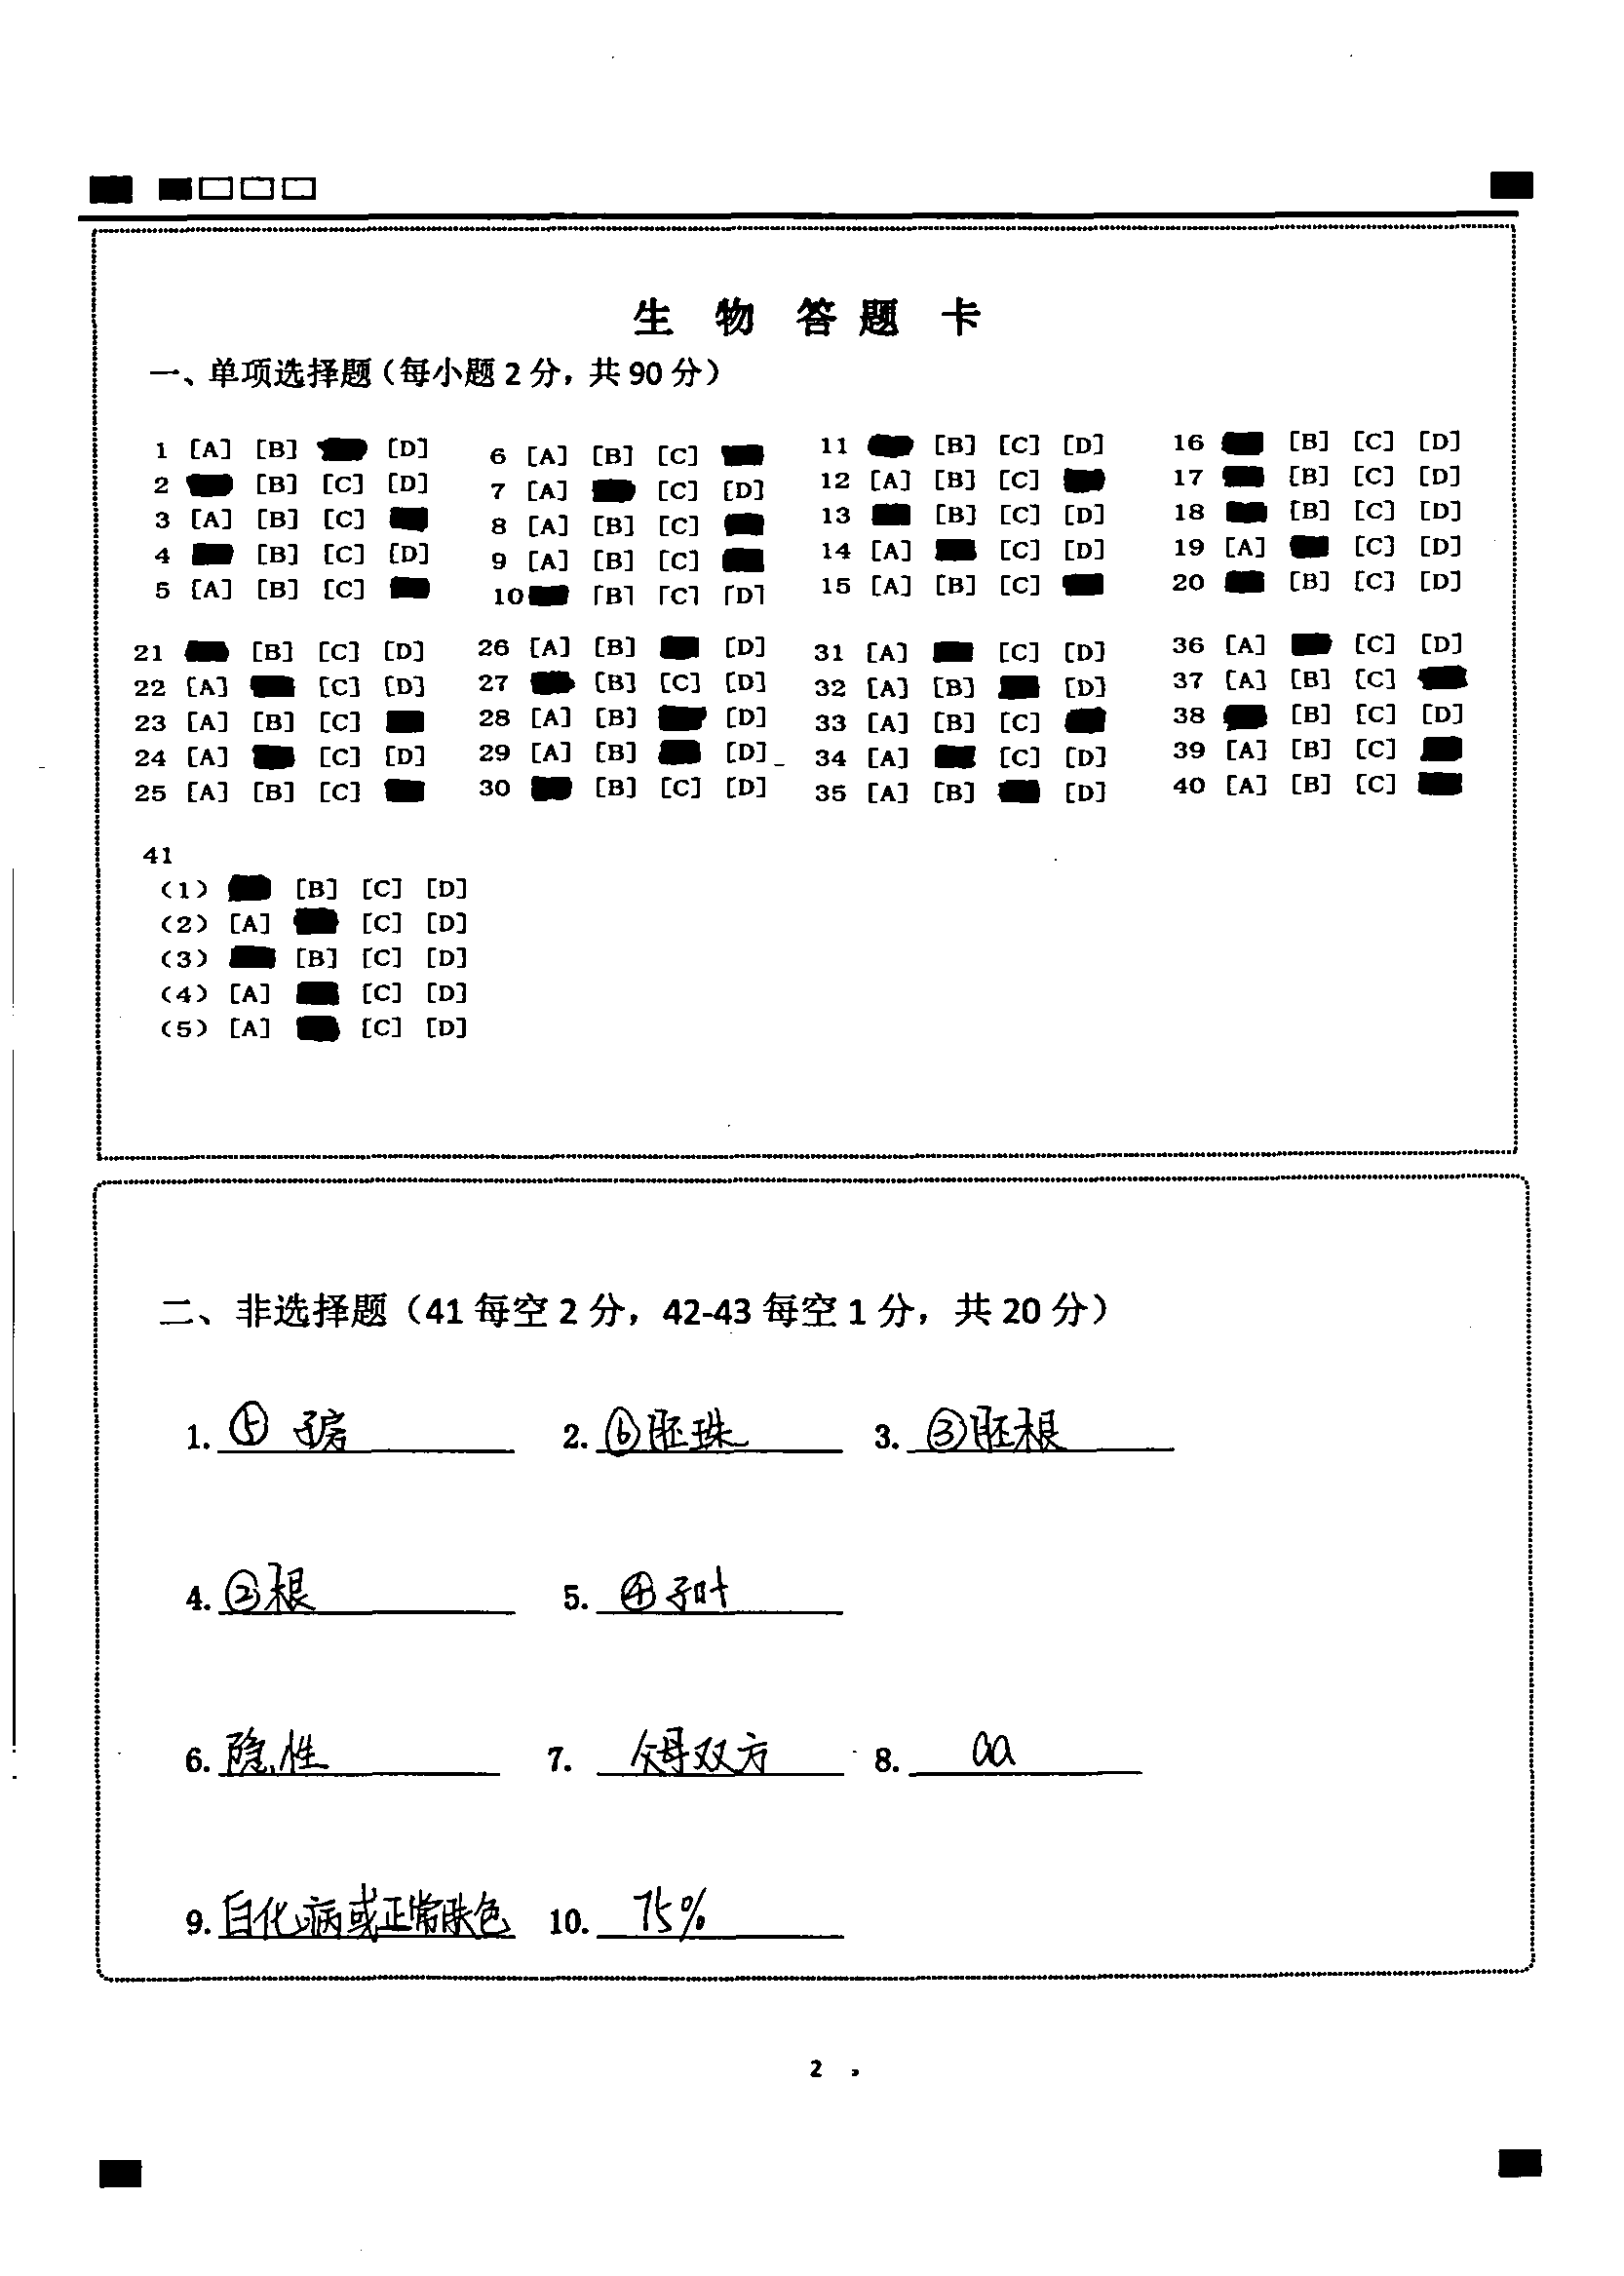 生 物 答 题 卡
一、单项选择题（每小题 2 分，共 90 分）
1 [A] [B] [D]
2 [B] [C] [D]
3 [A] [B] [C]
4 [B] [C] [D]
5 [A] [B] [C]
6 [A] [B] [C]
7 [A] [C] [D]
8 [A] [B] [C]
9 [A] [B] [C]
10 [B] [C] [D]
11 [B] [C] [D]
12 [A] [B] [C]
13 [B] [C] [D]
14 [A] [C] [D]
15 [A] [B] [C]
16 [B] [C] [D]
17 [B] [C] [D]
18 [B] [C] [D]
19 [A] [C] [D]
20 [B] [C] [D]
21 [B] [C] [D]
22 [A] [C] [D]
23 [A] [B] [C]
24 [A] [C] [D]
25 [A] [B] [C]
26 [A] [B] [D]
27 [B] [C] [D]
28 [A] [B] [D]
29 [A] [B] [D]
30 [B] [C] [D]
31 [A] [C] [D]
32 [A] [B] [D]
33 [A] [B] [C]
34 [A] [C] [D]
35 [A] [B] [D]
36 [A] [C] [D]
37 [A] [B] [C]
38 [B] [C] [D]
39 [A] [B] [C]
40 [A] [B] [C]
41
（1） [B] [C] [D]
（2） [A] [C] [D]
（3） [B] [C] [D]
（4） [A] [C] [D]
（5） [A] [C] [D]
二、非选择题（41 每空 2 分，42-43 每空 1 分，共 20 分）
1. ⑤ 子房 2. ⑥胚珠 3. ③胚根
4. ②根 5. ④子叶
6. 隐性 7. 父母双方 8. aa
9. 白化病或正常肤色 10. 75%
2